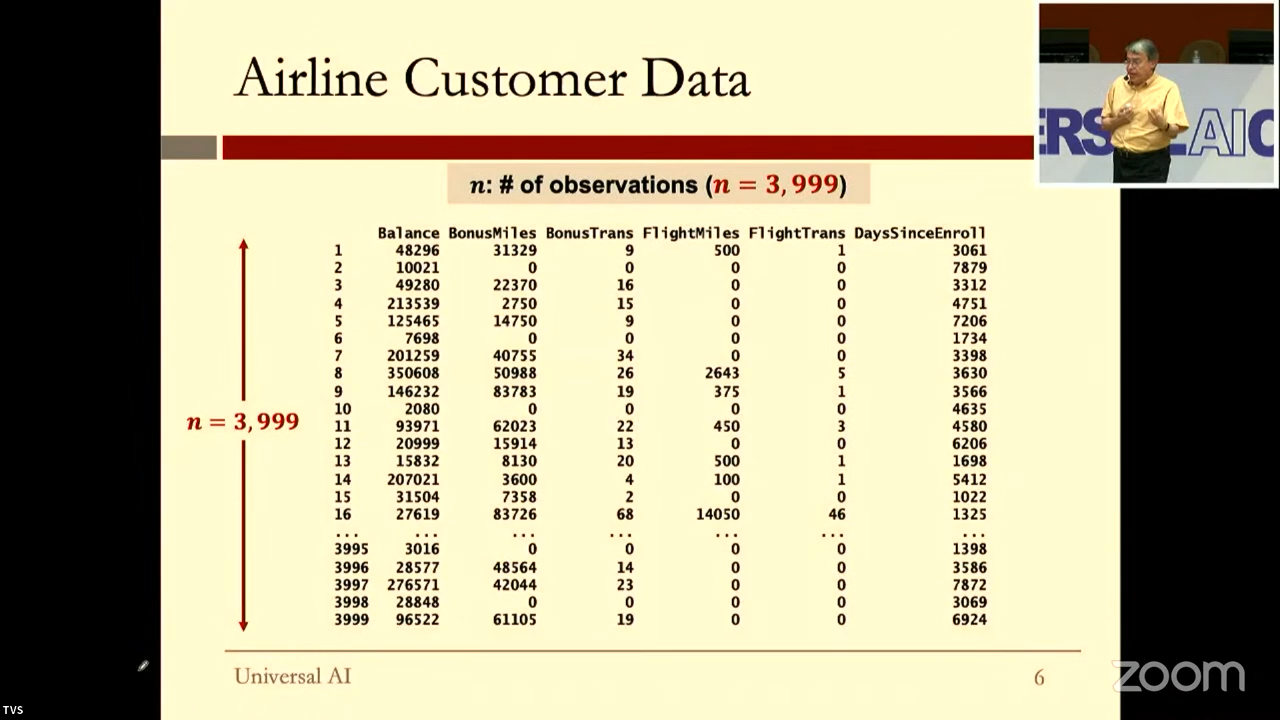 Airline Customer Data
n: # of observations (n = 3,999)
Balance BonusMiles BonusTrans FlightMiles FlightTrans DaysSinceEnroll
1 48296 31329 9 500 1 3061
2 10021 0 0 0 0 7879
3 49280 22370 16 0 0 3312
4 213539 2750 15 0 0 4751
5 125465 14750 9 0 0 7206
6 7698 0 0 0 0 1734
7 201259 40755 34 0 0 3398
8 350608 50988 26 2643 5 3630
9 146232 83783 19 375 1 3566
10 2080 0 0 0 0 4635
11 93971 62023 22 450 3 4580
12 20999 15914 13 0 0 6206
13 15832 8130 20 500 1 1698
14 207021 3600 4 100 1 5412
15 31504 7358 2 0 0 1022
16 27619 83726 68 14050 46 1325
... ... ... ... ... ... ...
3995 3016 0 0 0 0 1398
3996 28577 48564 14 0 0 3586
3997 276571 42044 23 0 0 7872
3998 28848 0 0 0 0 3069
3999 96522 61105 19 0 0 6924
n = 3,999
Universal AI
6
ERS
AI
zoom
TVS